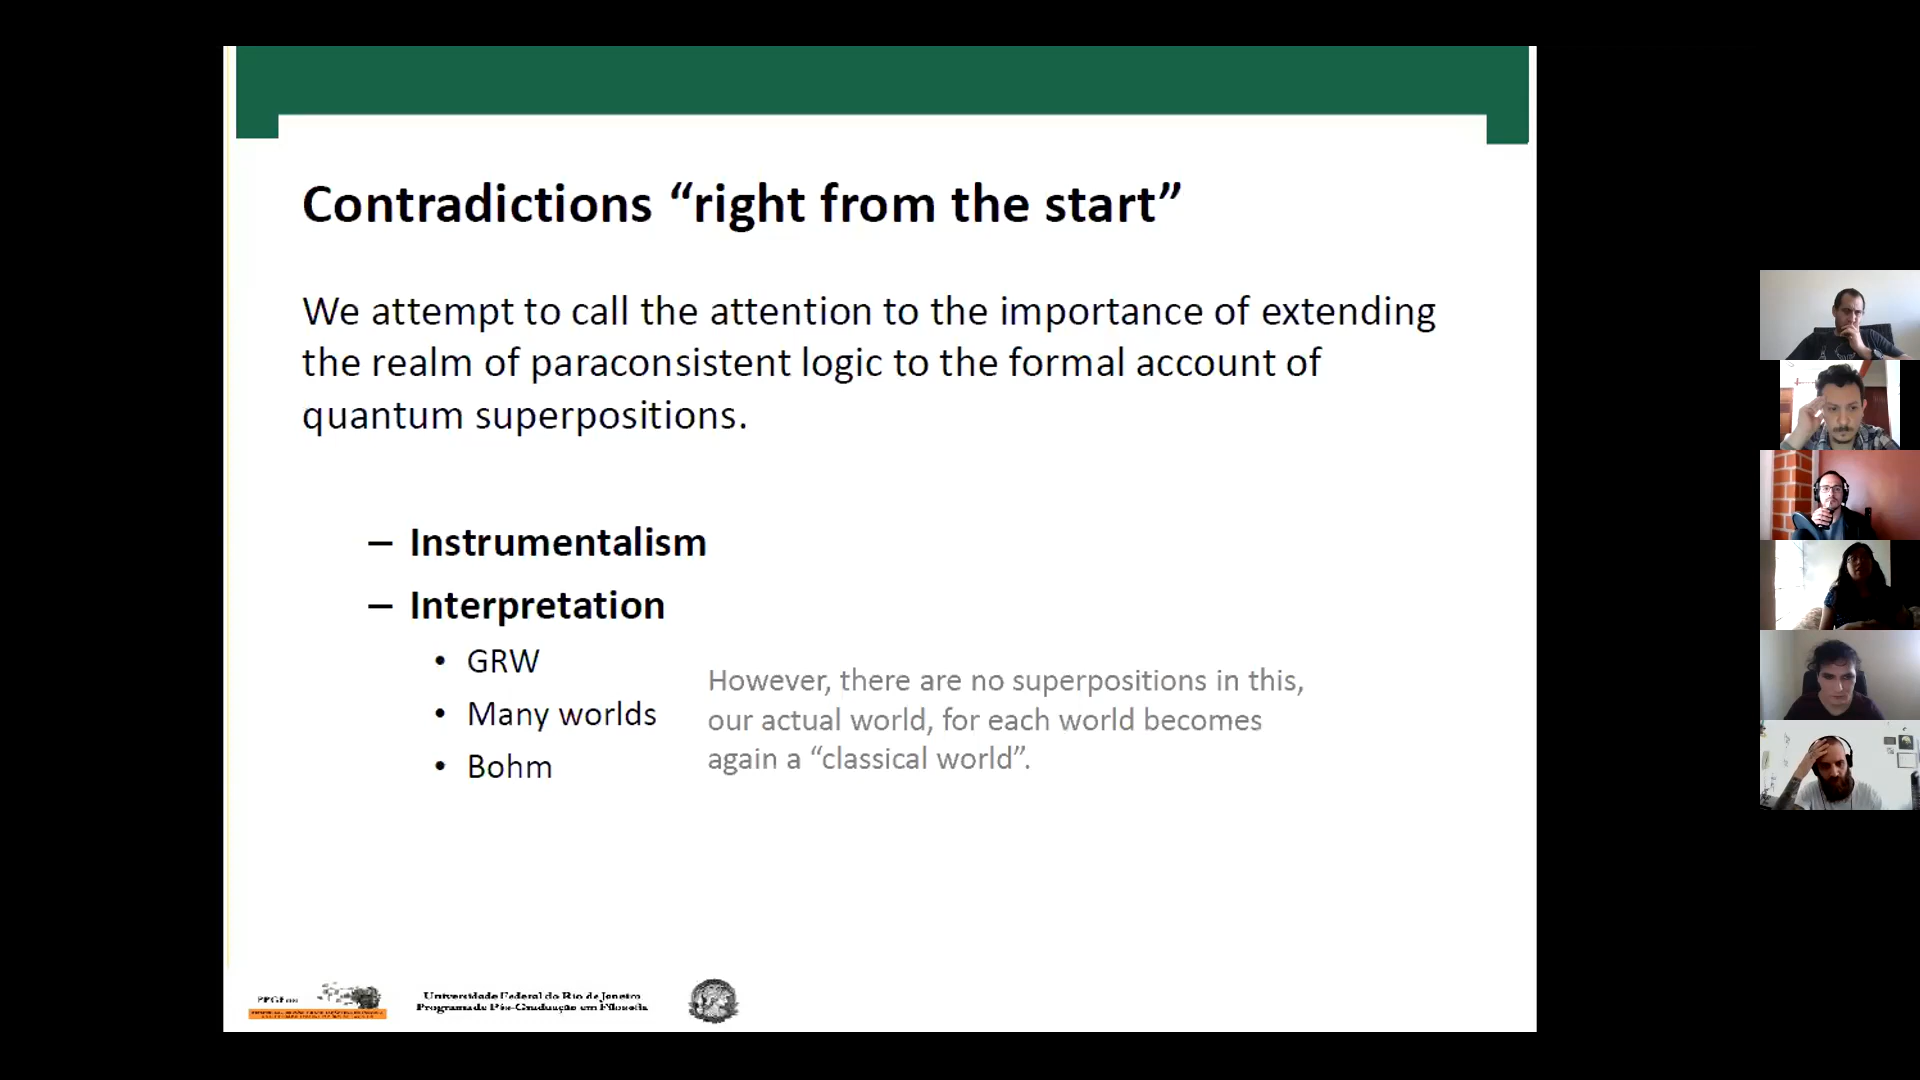 Contradictions “right from the start”
We attempt to call the attention to the importance of extending
the realm of paraconsistent logic to the formal account of
quantum superpositions.
– Instrumentalism
– Interpretation
• GRW
• Many worlds
• Bohm
However, there are no superpositions in this,
our actual world, for each world becomes
again a “classical world”.
Universidade Federal do Rio de Janeiro
Programa de Pós-Graduação em Filosofia